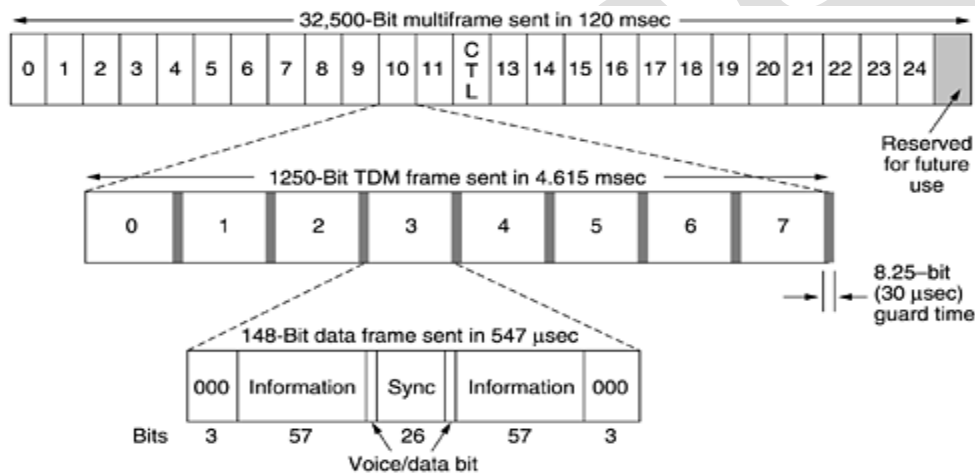 32,500-Bit multiframe sent in 120 msec
0 1 2 3 4 5 6 7 8 9 10 11 CTL 13 14 15 16 17 18 19 20 21 22 23 24
Reserved
for future
use
1250-Bit TDM frame sent in 4.615 msec
0 1 2 3 4 5 6 7
8.25–bit
(30 µsec)
guard time
148-Bit data frame sent in 547 µsec
000 Information Sync Information 000
Bits 3 57 26 57 3
Voice/data bit